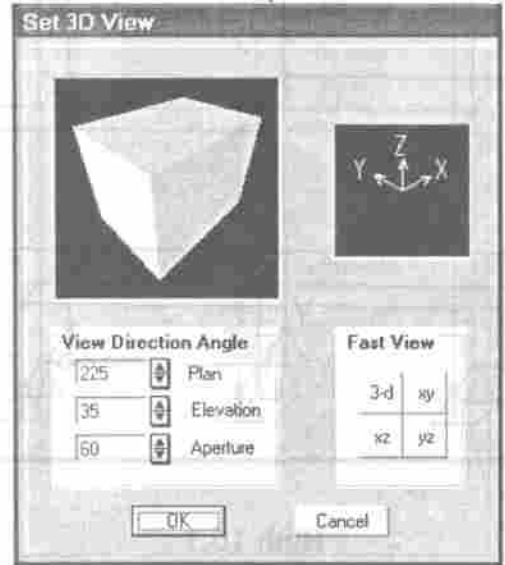 Set 3D View
Z
Y X
View Direction Angle
225 Plan
35 Elevation
60 Aperture
Fast View
3-d xy
xz yz
OK Cancel